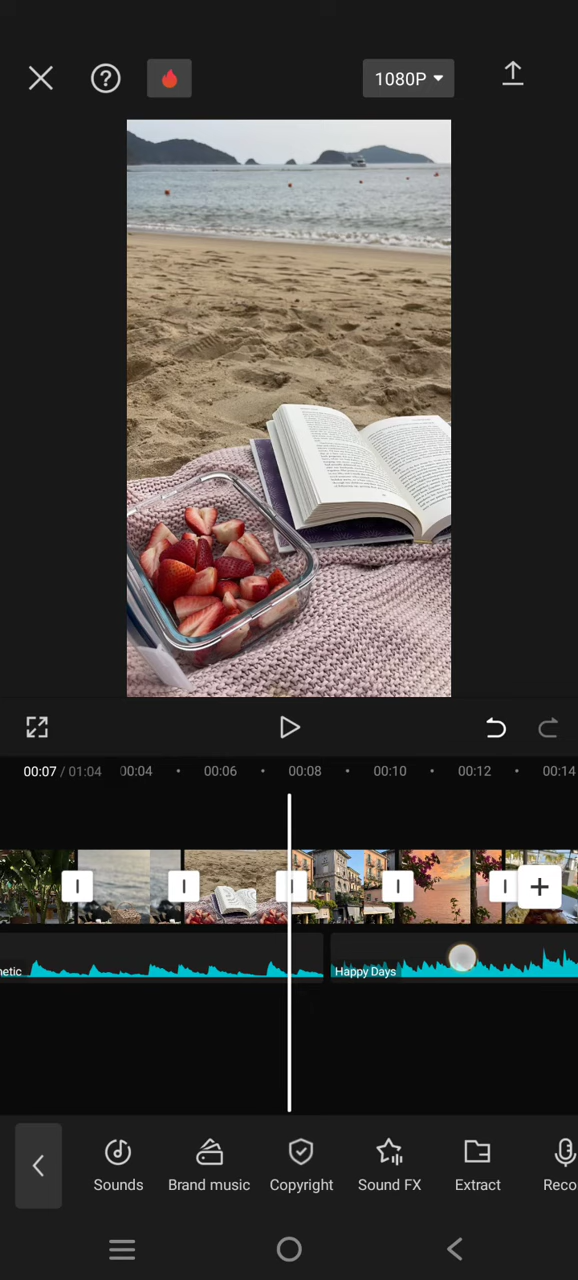 1080P
00:07 / 01:04
00:04
00:06
00:08
00:10
00:12
00:14
netic
Happy Days
Sounds
Brand music
Copyright
Sound FX
Extract
Reco